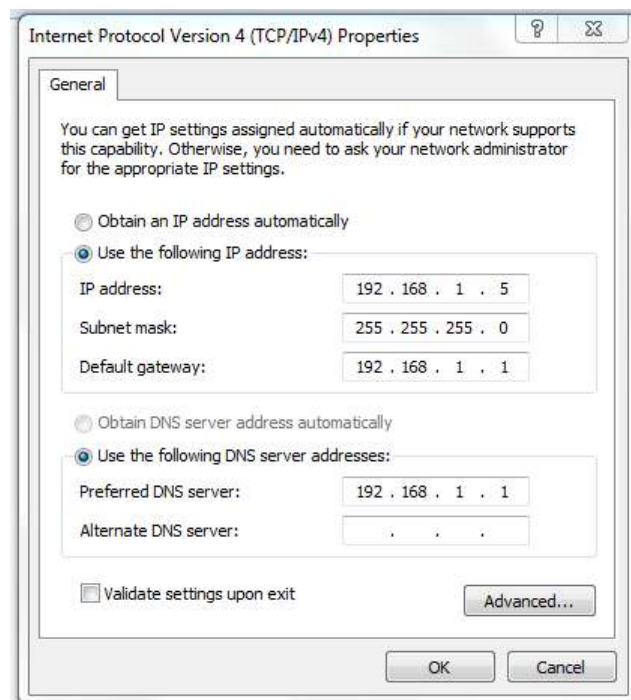 Internet Protocol Version 4 (TCP/IPv4) Properties
General
You can get IP settings assigned automatically if your network supports
this capability. Otherwise, you need to ask your network administrator
for the appropriate IP settings.
Obtain an IP address automatically
Use the following IP address:
IP address: 192 . 168 . 1 . 5
Subnet mask: 255 . 255 . 255 . 0
Default gateway: 192 . 168 . 1 . 1
Obtain DNS server address automatically
Use the following DNS server addresses:
Preferred DNS server: 192 . 168 . 1 . 1
Alternate DNS server: . . .
Validate settings upon exit
Advanced...
OK Cancel